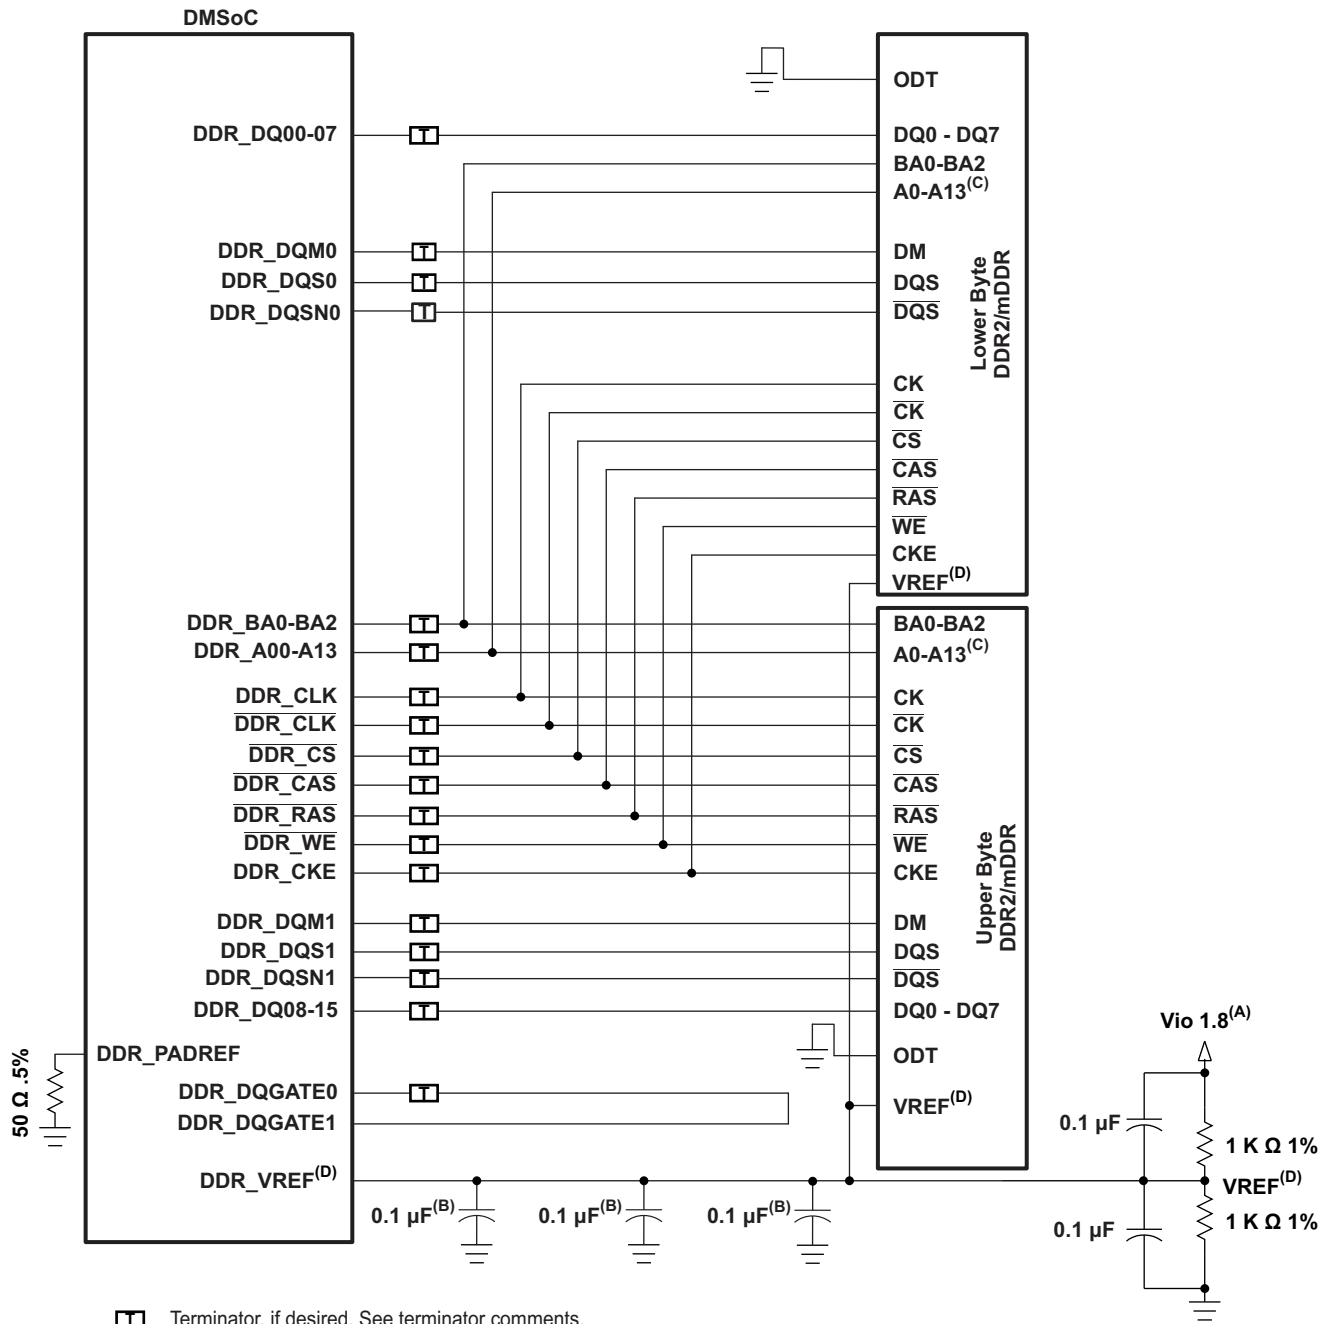 DMSoC
ODT
DDR_DQ00-07 T DQ0 - DQ7
BA0-BA2
A0-A13(C)
DDR_DQM0 T DM
DDR_DQS0 T DQS
DDR_DQSN0 T DQS
Lower Byte
DDR2/mDDR
CK
CK
CS
CAS
RAS
WE
CKE
VREF(D)
DDR_BA0-BA2 T BA0-BA2
DDR_A00-A13 T A0-A13(C)
DDR_CLK T CK
DDR_CLK T CK
DDR_CS T CS
DDR_CAS T CAS
DDR_RAS T RAS
DDR_WE T WE
DDR_CKE T CKE
Upper Byte
DDR2/mDDR
DDR_DQM1 T DM
DDR_DQS1 T DQS
DDR_DQSN1 T DQS
DDR_DQ08-15 T DQ0 - DQ7
Vio 1.8(A)
50 Ω .5%
DDR_PADREF
ODT
DDR_DQGATE0 T
VREF(D)
DDR_DQGATE1
0.1 µF
1 K Ω 1%
DDR_VREF(D)
VREF(D)
0.1 µF(B) 0.1 µF(B) 0.1 µF(B)
0.1 µF
1 K Ω 1%
T Terminator, if desired. See terminator comments.